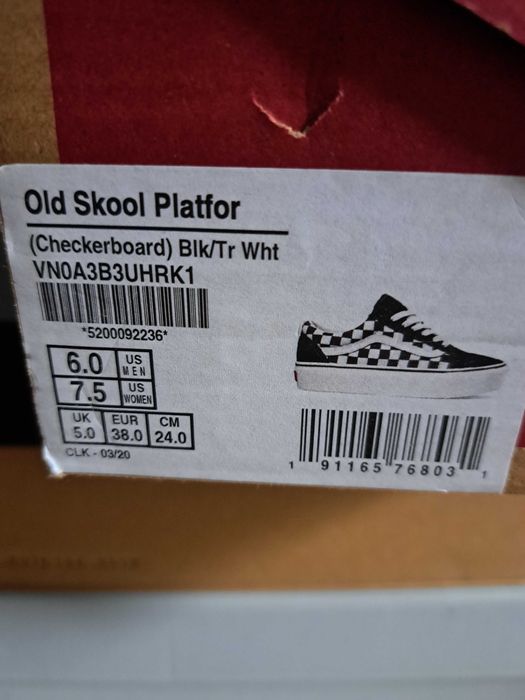 Old Skool Platfor
(Checkerboard) Blk/Tr Wht
VN0A3B3UHRK1
*5200092236*
6.0 US MEN
7.5 US WOMEN
UK EUR CM
5.0 38.0 24.0
CLK - 03/20
1 91165 76803 1